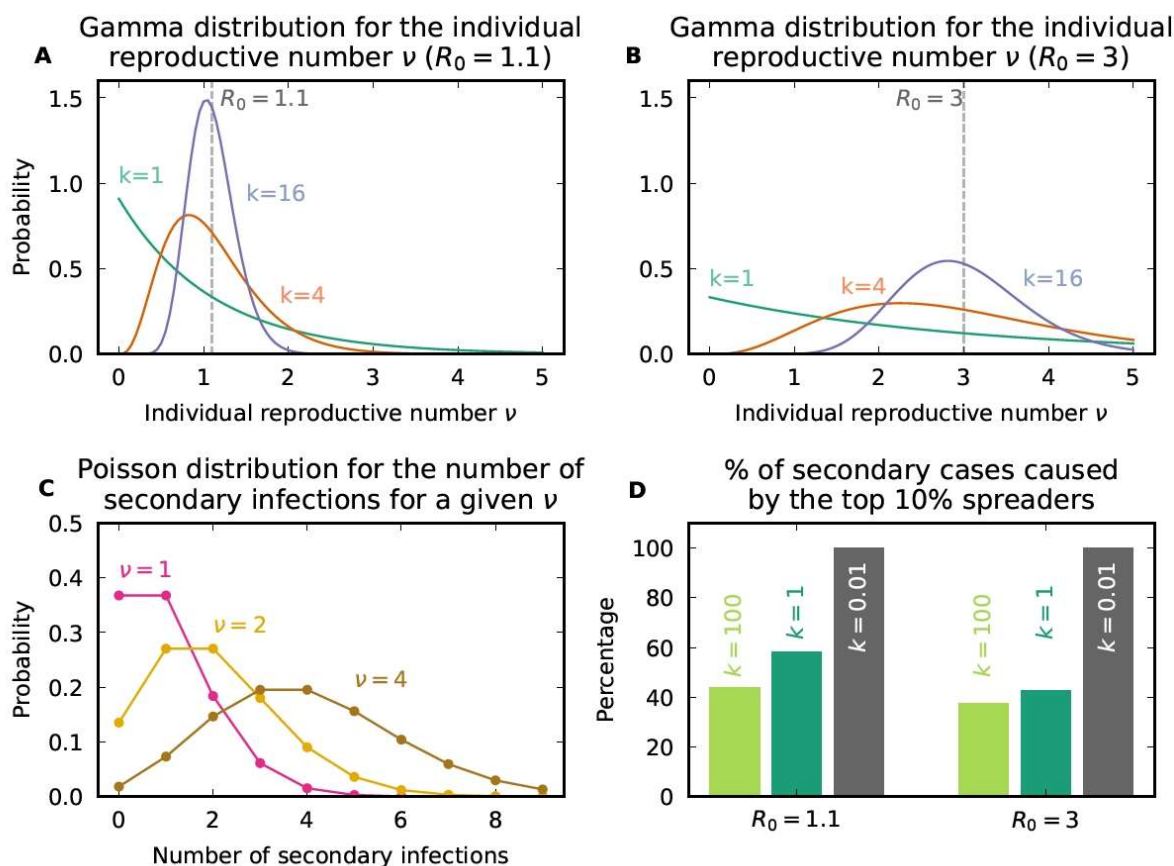 A
Gamma distribution for the individual
reproductive number ν (R₀ = 1.1)
1.5
1.0
0.5
0.0
Probability
R₀ = 1.1
k=1
k=16
k=4
0 1 2 3 4 5
Individual reproductive number ν
B
Gamma distribution for the individual
reproductive number ν (R₀ = 3)
1.5
1.0
0.5
0.0
R₀ = 3
k=1
k=4
k=16
0 1 2 3 4 5
Individual reproductive number ν
C
Poisson distribution for the number of
secondary infections for a given ν
0.5
0.4
0.3
0.2
0.1
0.0
Probability
ν = 1
ν = 2
ν = 4
0 2 4 6 8
Number of secondary infections
D
% of secondary cases caused
by the top 10% spreaders
100
80
60
40
20
0
Percentage
k = 100
k = 1
k = 0.01
k = 100
k = 1
k = 0.01
R₀ = 1.1
R₀ = 3